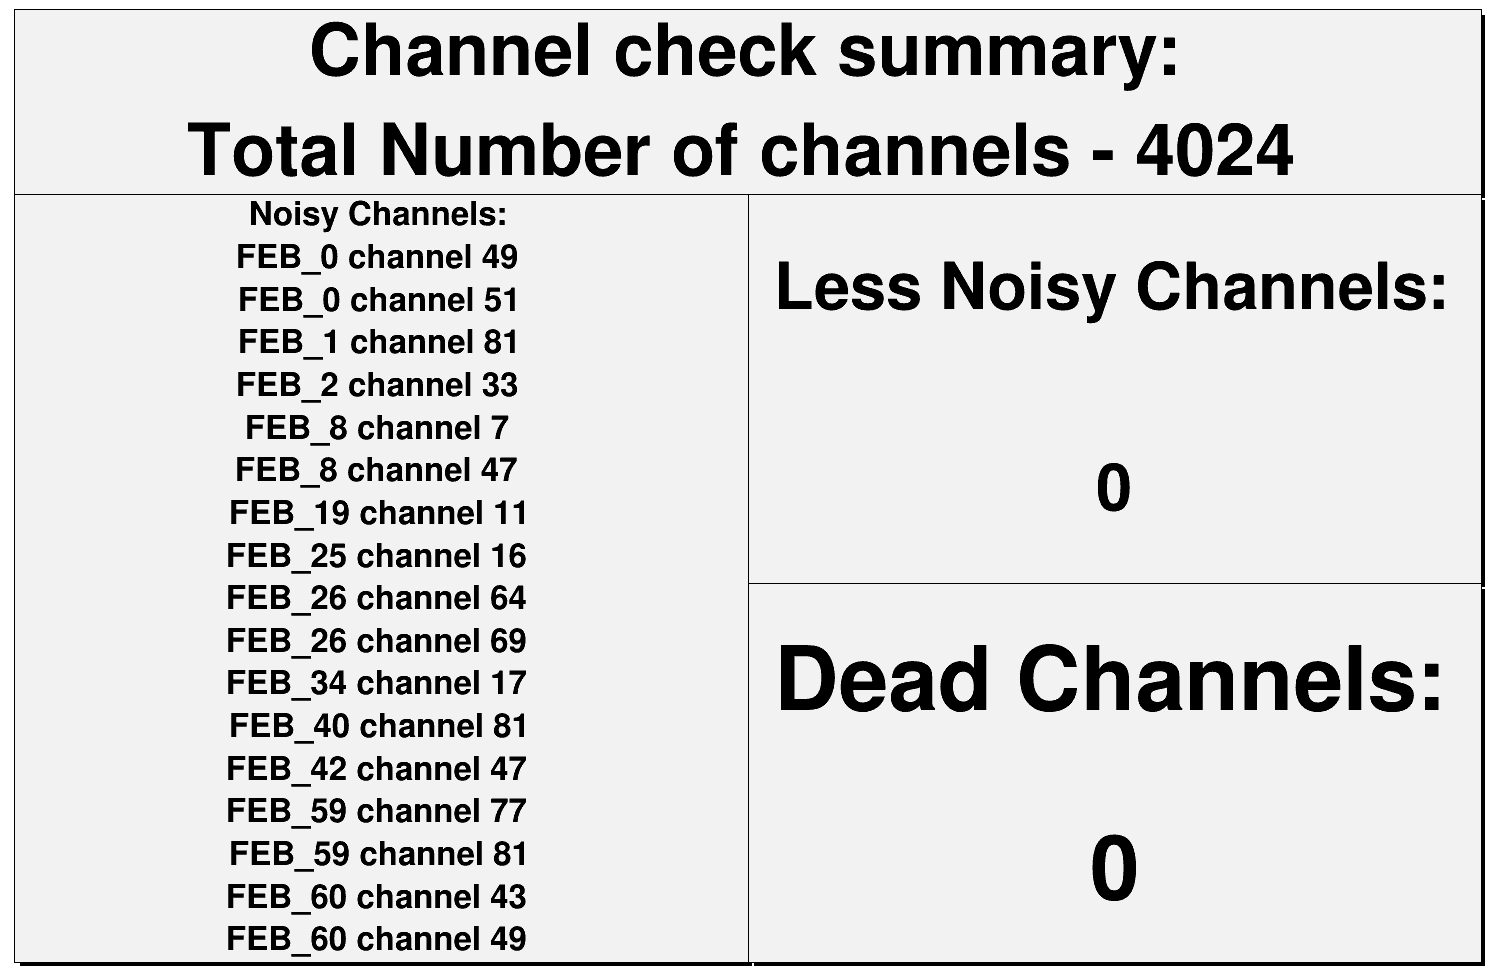 Channel check summary:
Total Number of channels - 4024
Noisy Channels:
FEB_0 channel 49
FEB_0 channel 51
FEB_1 channel 81
FEB_2 channel 33
FEB_8 channel 7
FEB_8 channel 47
FEB_19 channel 11
FEB_25 channel 16
FEB_26 channel 64
FEB_26 channel 69
FEB_34 channel 17
FEB_40 channel 81
FEB_42 channel 47
FEB_59 channel 77
FEB_59 channel 81
FEB_60 channel 43
FEB_60 channel 49
Less Noisy Channels:
0
Dead Channels:
0